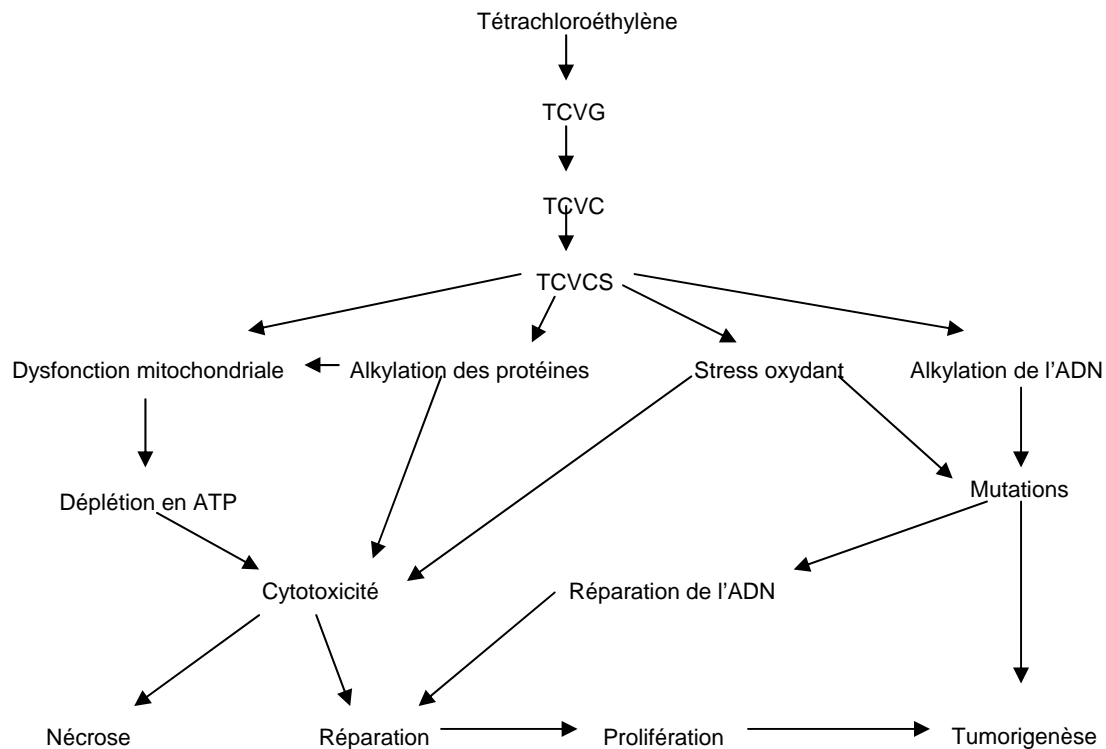 Tétrachloroéthylène
TCVG
TCVC
TCVCS
Dysfonction mitochondriale
Alkylation des protéines
Stress oxydant
Alkylation de l’ADN
Déplétion en ATP
Mutations
Cytotoxicité
Réparation de l’ADN
Nécrose
Réparation
Prolifération
Tumorigenèse